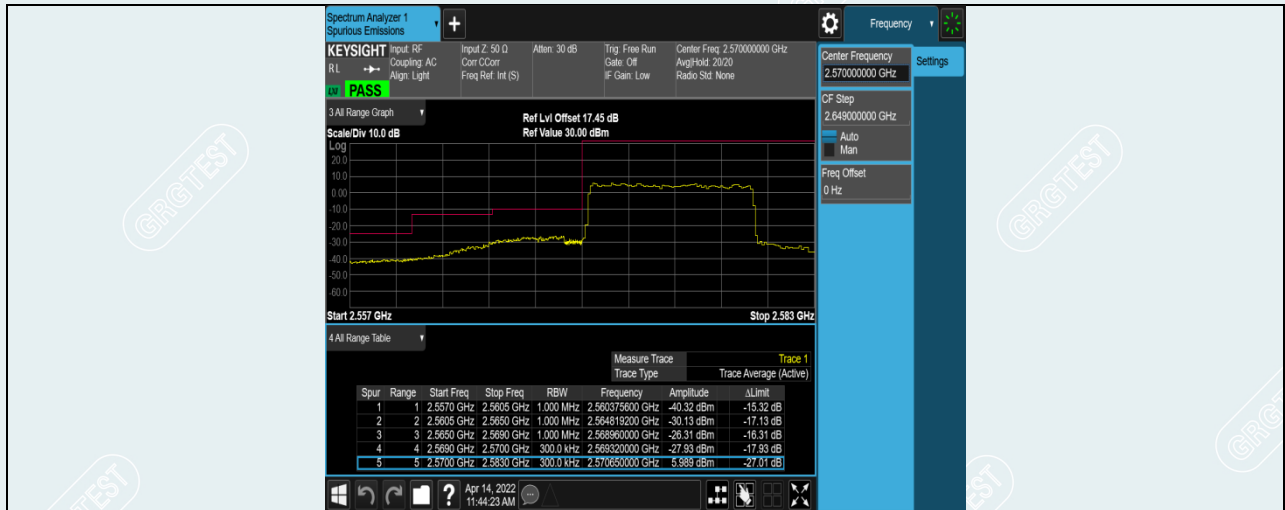 Spectrum Analyzer 1
Spurious Emissions
+
Frequency
KEYSIGHT Input: RF Input Z: 50 Ω Atten: 30 dB Trig: Free Run Center Freq: 2.570000000 GHz
RL Coupling: AC Corr CCorr Gate: Off Avg|Hold: 20/20
Align: Light Freq Ref: Int (S) IF Gain: Low Radio Std: None
LXI PASS
Center Frequency
2.570000000 GHz
Settings
CF Step
2.649000000 GHz
Auto
Man
Freq Offset
0 Hz
3 All Range Graph
Ref Lvl Offset 17.45 dB
Scale/Div 10.0 dB Ref Value 30.00 dBm
Log
20.0
10.0
0.00
-10.0
-20.0
-30.0
-40.0
-50.0
-60.0
Start 2.557 GHz Stop 2.583 GHz
4 All Range Table
Measure Trace Trace 1
Trace Type Trace Average (Active)
Spur Range Start Freq Stop Freq RBW Frequency Amplitude ΔLimit
1 1 2.5570 GHz 2.5605 GHz 1.000 MHz 2.560375600 GHz -40.32 dBm -15.32 dB
2 2 2.5605 GHz 2.5650 GHz 1.000 MHz 2.564819200 GHz -30.13 dBm -17.13 dB
3 3 2.5650 GHz 2.5690 GHz 1.000 MHz 2.568960000 GHz -26.31 dBm -16.31 dB
4 4 2.5690 GHz 2.5700 GHz 300.0 kHz 2.569320000 GHz -27.93 dBm -17.93 dB
5 5 2.5700 GHz 2.5830 GHz 300.0 kHz 2.570650000 GHz 5.989 dBm -27.01 dB
? Apr 14, 2022
11:44:23 AM
GRGTEST
GRGTEST
GRGTEST
GRGTEST